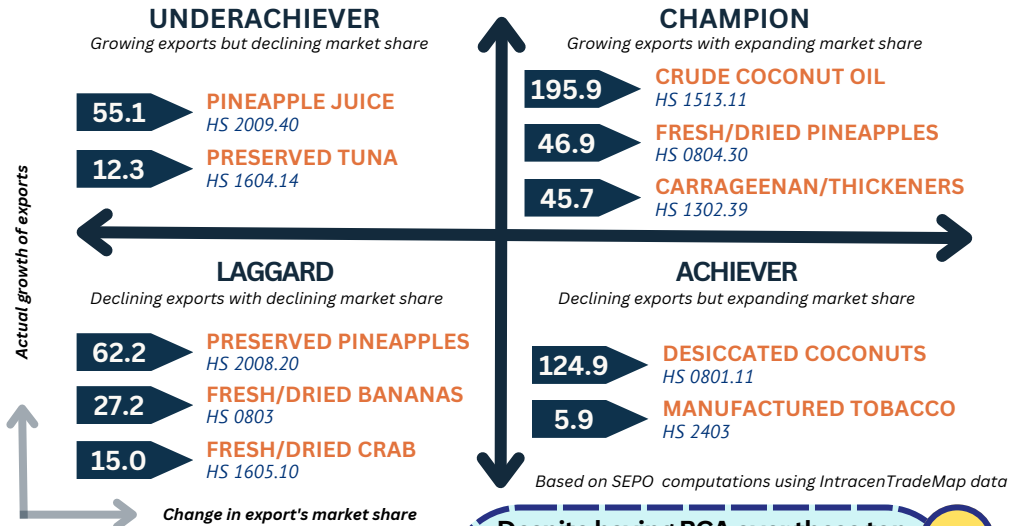 UNDERACHIEVER
Growing exports but declining market share
55.1
PINEAPPLE JUICE
HS 2009.40
12.3
PRESERVED TUNA
HS 1604.14
CHAMPION
Growing exports with expanding market share
195.9
CRUDE COCONUT OIL
HS 1513.11
46.9
FRESH/DRIED PINEAPPLES
HS 0804.30
45.7
CARRAGEENAN/THICKENERS
HS 1302.39
Actual growth of exports
LAGGARD
Declining exports with declining market share
62.2
PRESERVED PINEAPPLES
HS 2008.20
27.2
FRESH/DRIED BANANAS
HS 0803
15.0
FRESH/DRIED CRAB
HS 1605.10
ACHIEVER
Declining exports but expanding market share
124.9
DESICCATED COCONUTS
HS 0801.11
5.9
MANUFACTURED TOBACCO
HS 2403
Based on SEPO computations using IntracenTradeMap data
Change in export's market share
Despite having RCA over these top